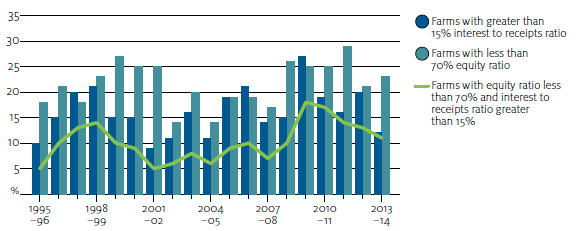 35
30
25
20
15
10
5
%
1995
–96
1998
–99
2001
–02
2004
–05
2007
–08
2010
–11
2013
–14
Farms with greater than
15% interest to receipts ratio
Farms with less than
70% equity ratio
Farms with equity ratio less
than 70% and interest to
receipts ratio greater
than 15%